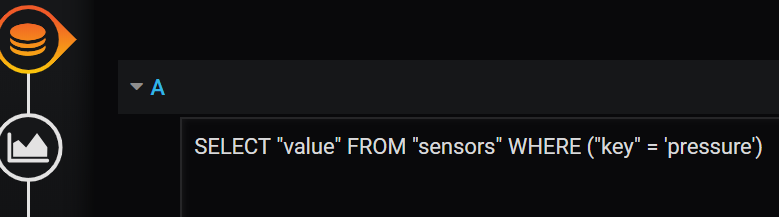 A
SELECT "value" FROM "sensors" WHERE ("key" = 'pressure')